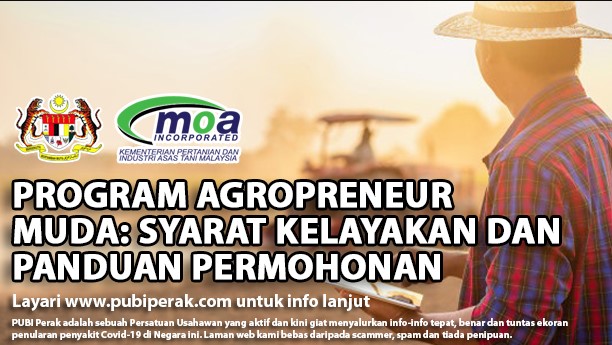 moa
INCORPORATED
KEMENTERIAN PERTANIAN DAN
INDUSTRI ASAS TANI MALAYSIA
PROGRAM AGROPRENEUR
MUDA: SYARAT KELAYAKAN DAN
PANDUAN PERMOHONAN
Layari www.pubiperak.com untuk info lanjut
PUBI Perak adalah sebuah Persatuan Usahawan yang aktif dan kini giat menyalurkan info-info tepat, benar dan tuntas ekoran
penularan penyakit Covid-19 di Negara ini. Laman web kami bebas daripada scammer, spam dan tiada penipuan.